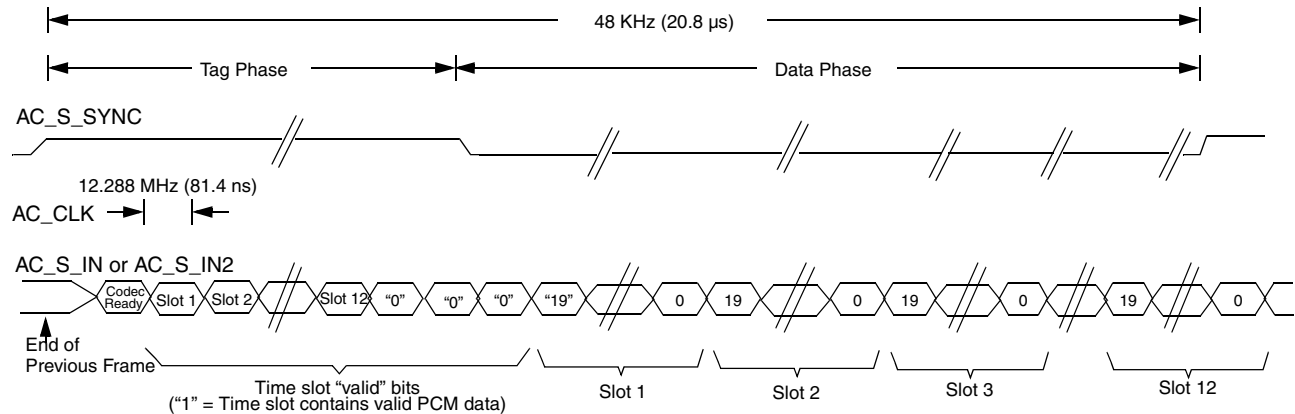 48 KHz (20.8 µs)
Tag Phase
Data Phase
AC_S_SYNC
12.288 MHz (81.4 ns)
AC_CLK
AC_S_IN or AC_S_IN2
Codec Ready Slot 1 Slot 2 Slot 12 “0” “0” “0” “19” 0 19 0 19 0 19 0
End of
Previous Frame
Time slot “valid” bits
(“1” = Time slot contains valid PCM data)
Slot 1
Slot 2
Slot 3
Slot 12